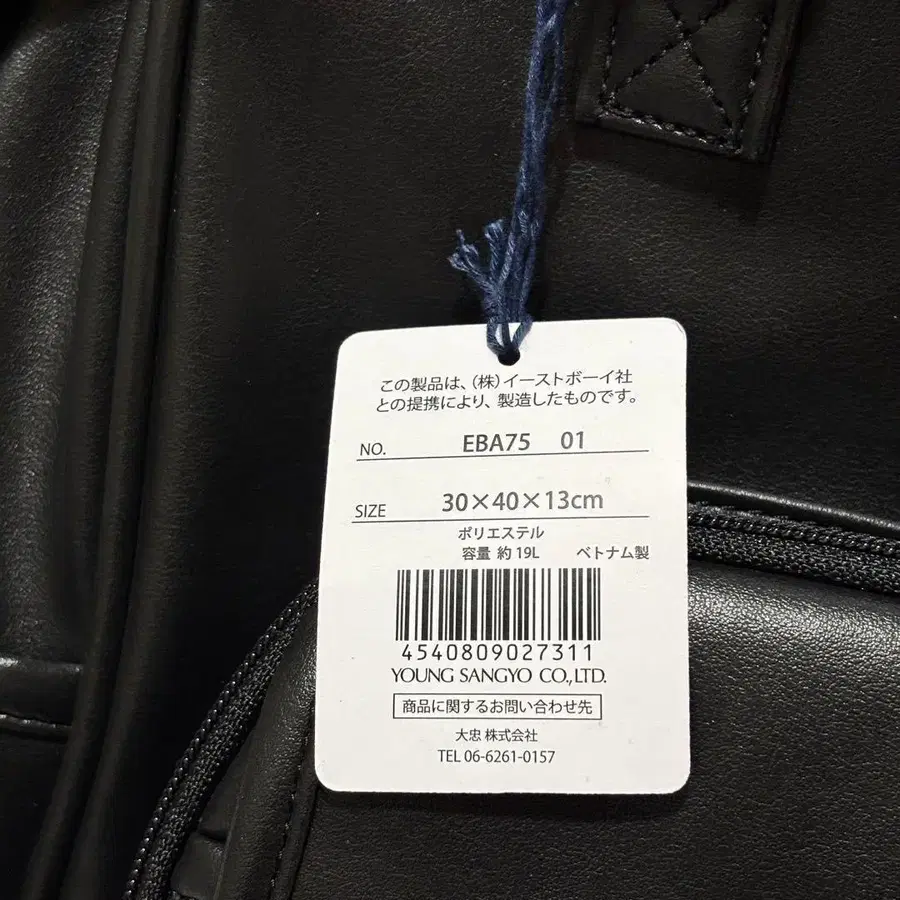 この製品は、（株）イーストボーイ社
との提携により、製造したものです。
NO. EBA75 01
SIZE 30×40×13cm
ポリエステル
容量 約 19L ベトナム製
4540809027311
YOUNG SANGYO CO.,LTD.
商品に関するお問い合わせ先
大忠 株式会社
TEL 06-6261-0157